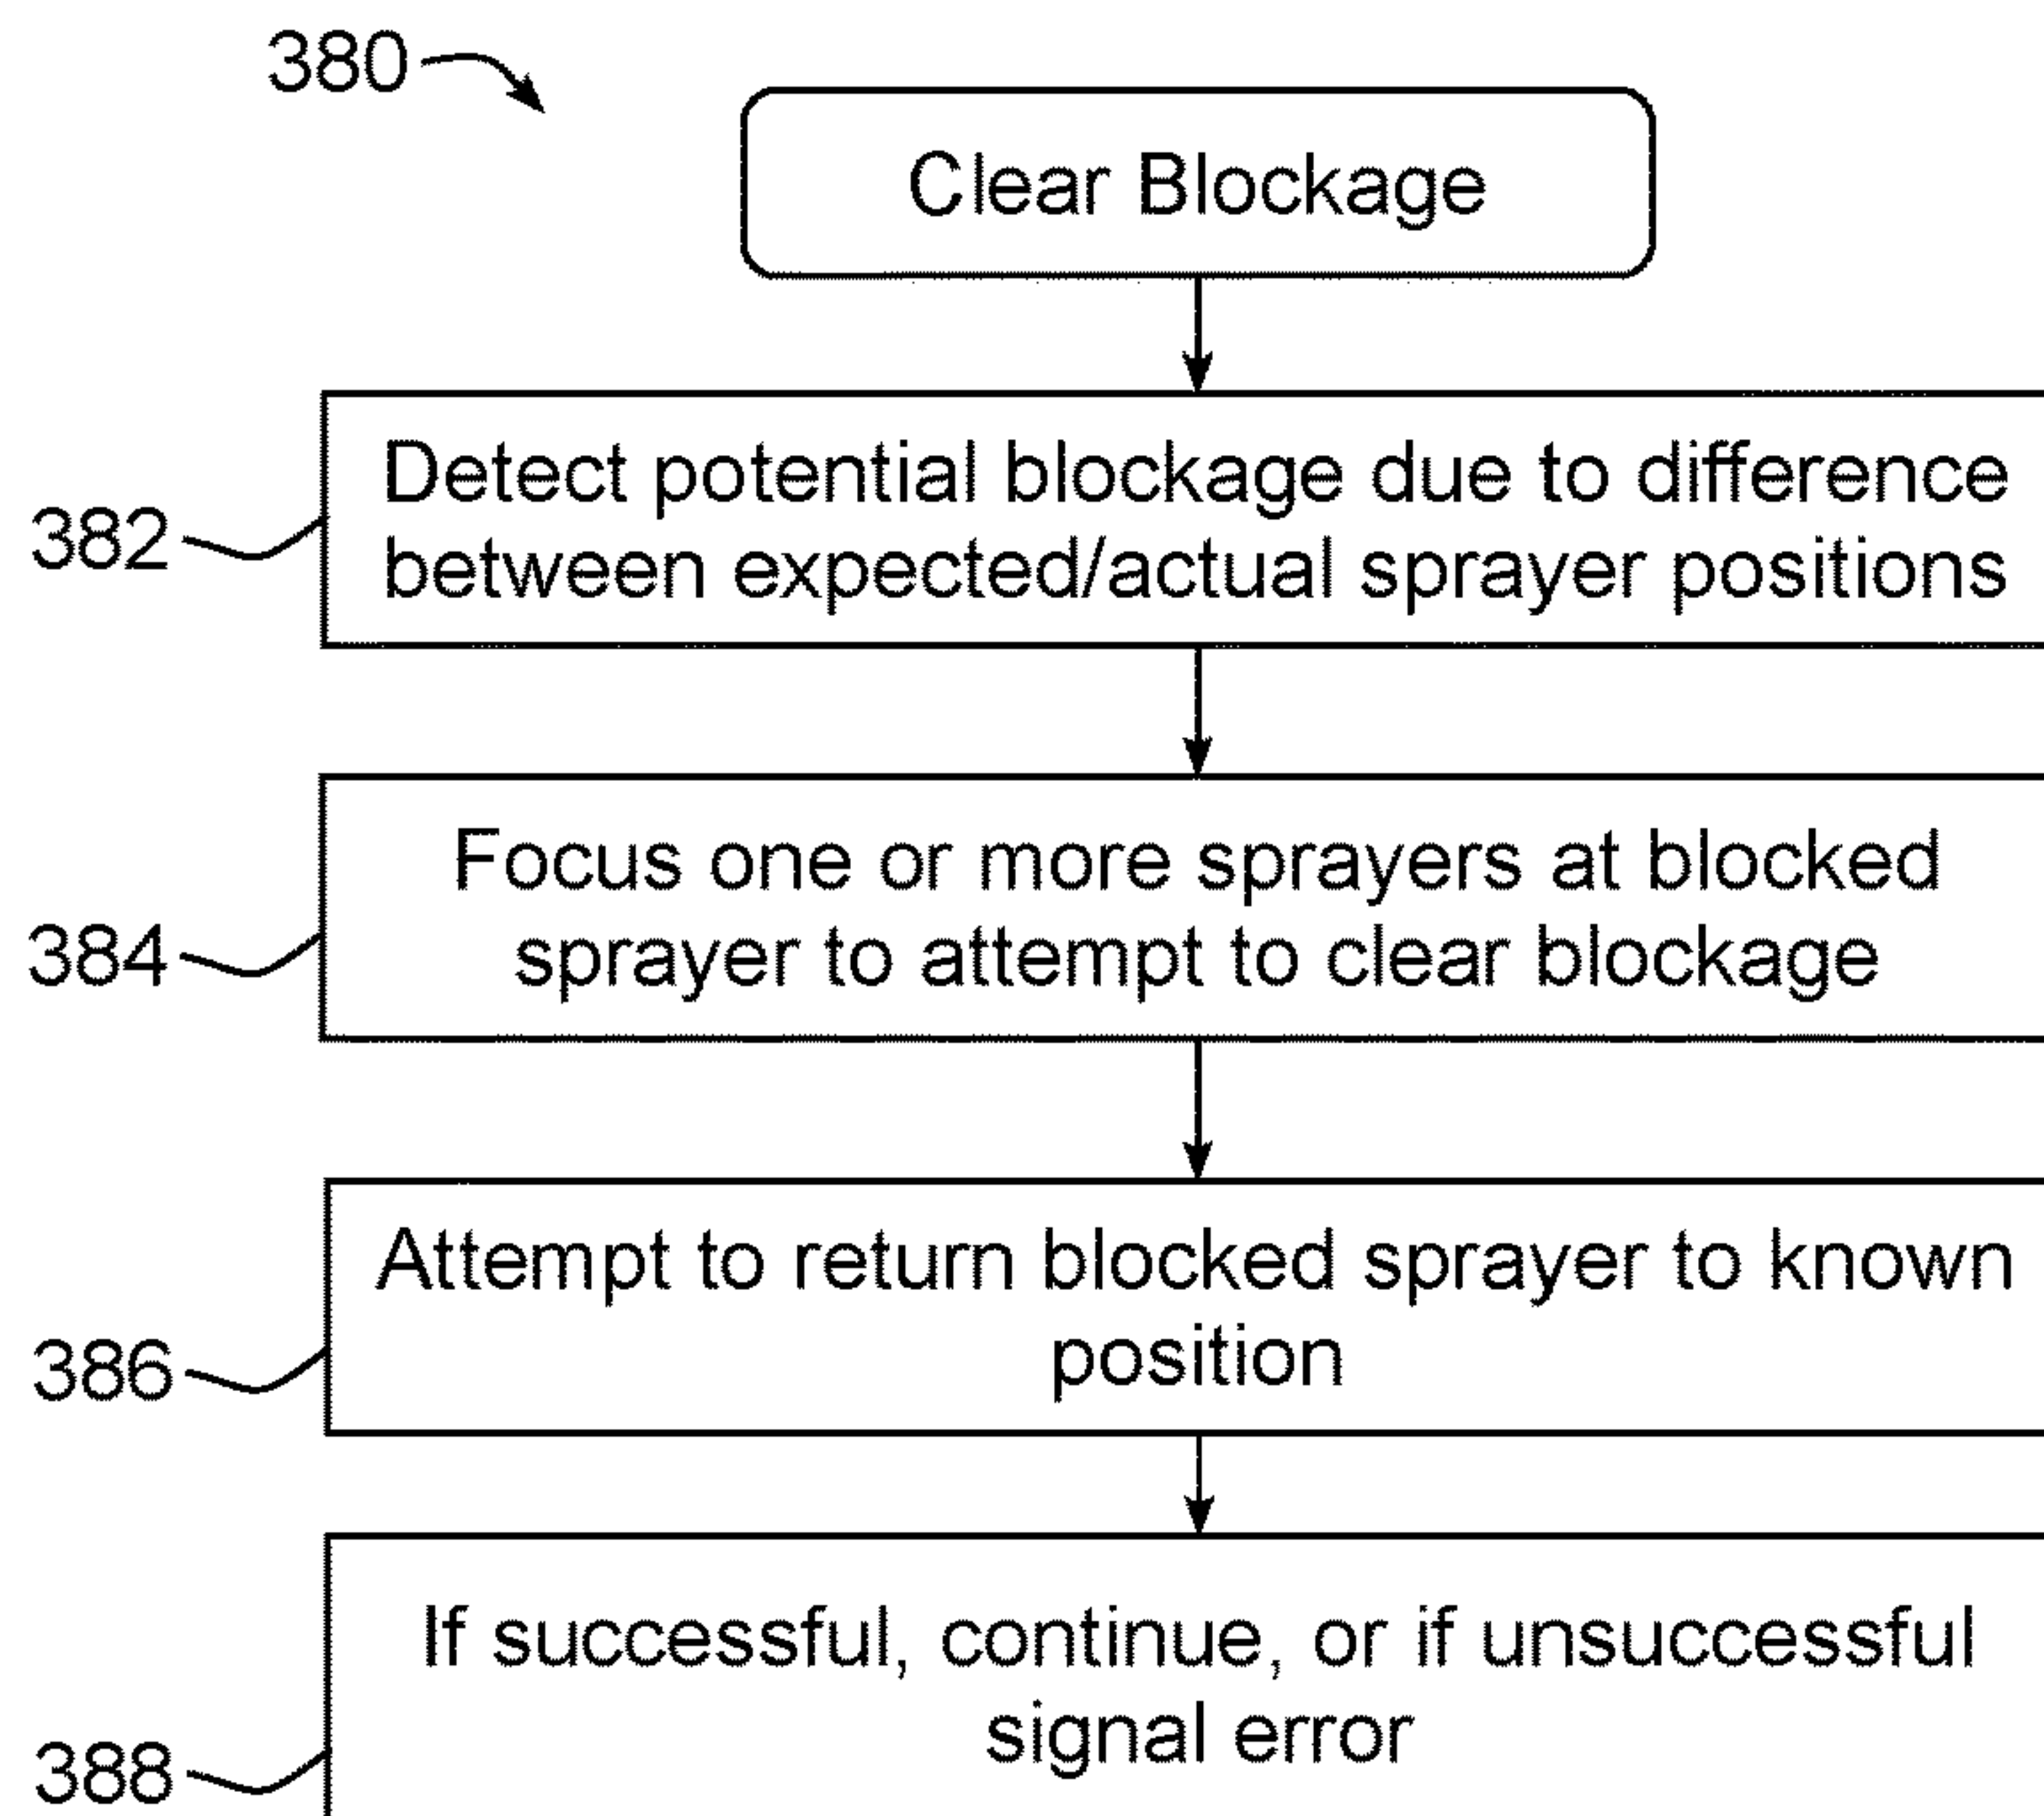 380
Clear Blockage
Detect potential blockage due to difference
382
between expected/actual sprayer positions
Focus one or more sprayers at blocked
384
sprayer to attempt to clear blockage
Attempt to return blocked sprayer to known
386
position
If successful, continue, or if unsuccessful
388
signal error